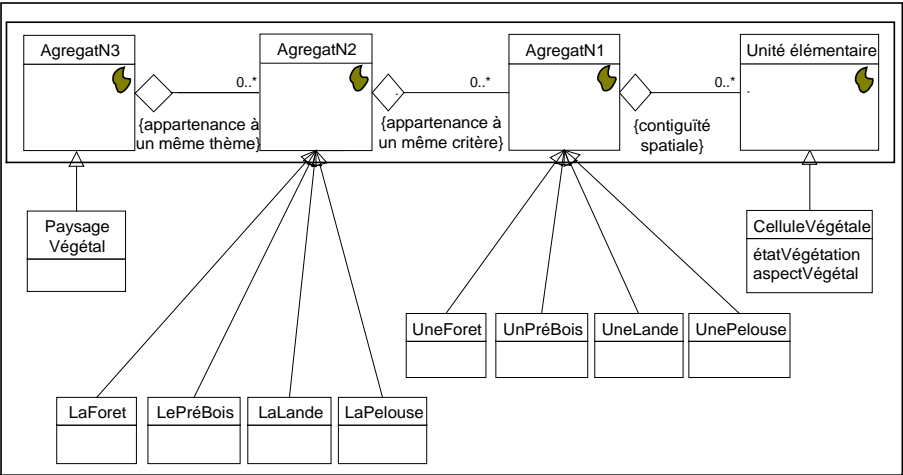 AgregatN3
AgregatN2
AgregatN1
Unité élémentaire
0..*
0..*
0..*
{appartenance à
un même thème}
{appartenance à
un même critère}
{contiguïté
spatiale}
Paysage
Végétal
CelluleVégétale
étatVégétation
aspectVégétal
UneForet
UnPréBois
UneLande
UnePelouse
LaForet
LePréBois
LaLande
LaPelouse